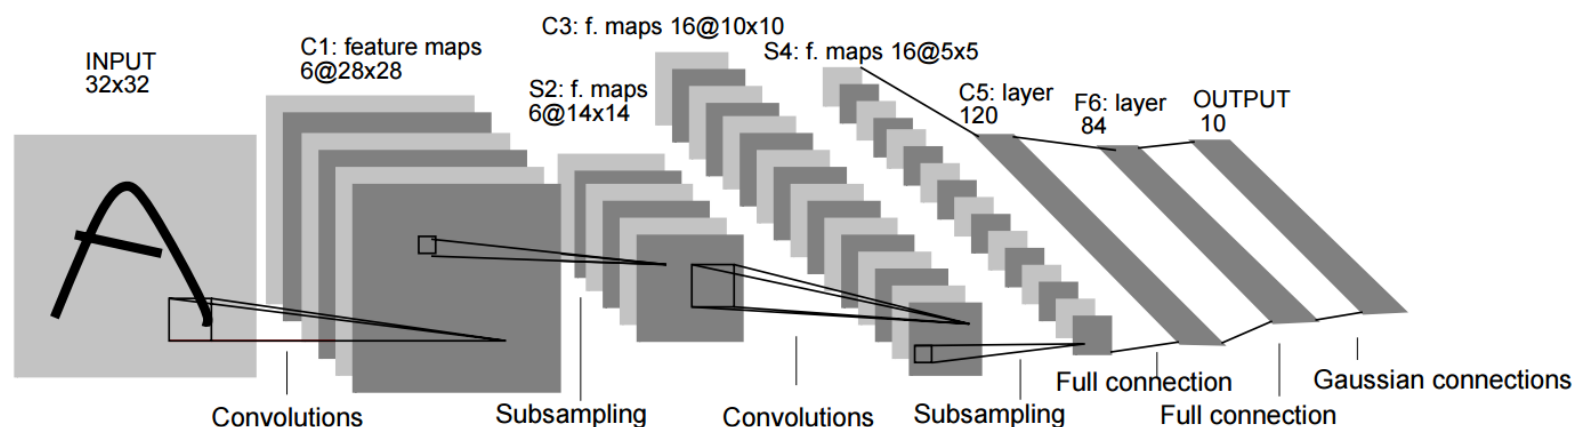 INPUT
32x32
C1: feature maps
6@28x28
S2: f. maps
6@14x14
C3: f. maps 16@10x10
S4: f. maps 16@5x5
C5: layer
120
F6: layer
84
OUTPUT
10
Convolutions
Subsampling
Convolutions
Subsampling
Full connection
Full connection
Gaussian connections